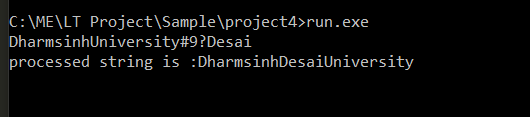 C:\ME\LT Project\Sample\project4>run.exe
DharmsinhUniversity#9?Desai
processed string is :DharmsinhDesaiUniversity